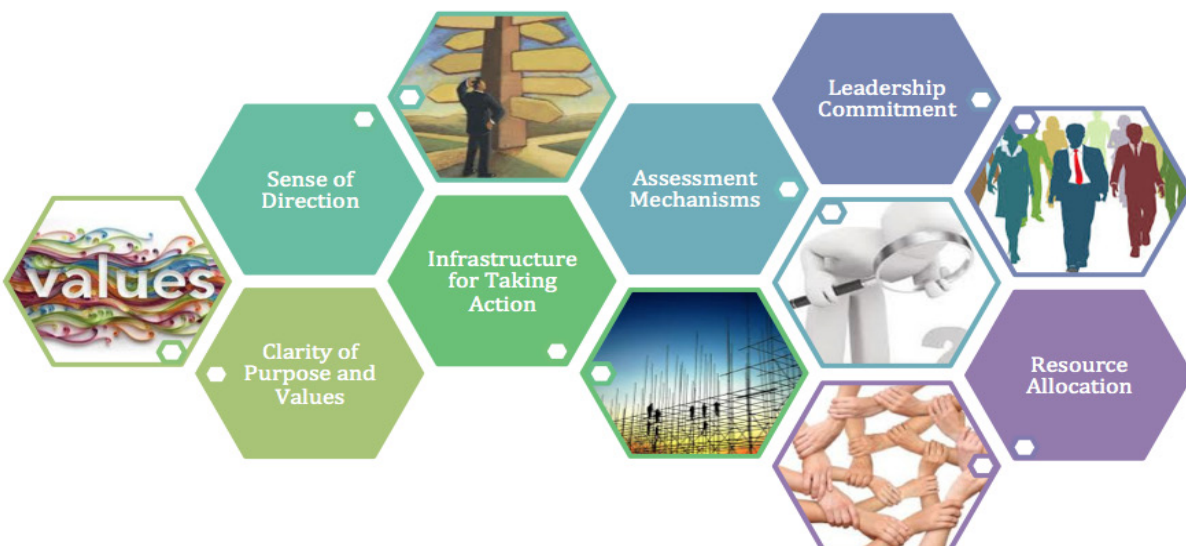 Leadership
Commitment
Sense of
Direction
Assessment
Mechanisms
values
Infrastructure
for Taking
Action
Clarity of
Purpose and
Values
Resource
Allocation